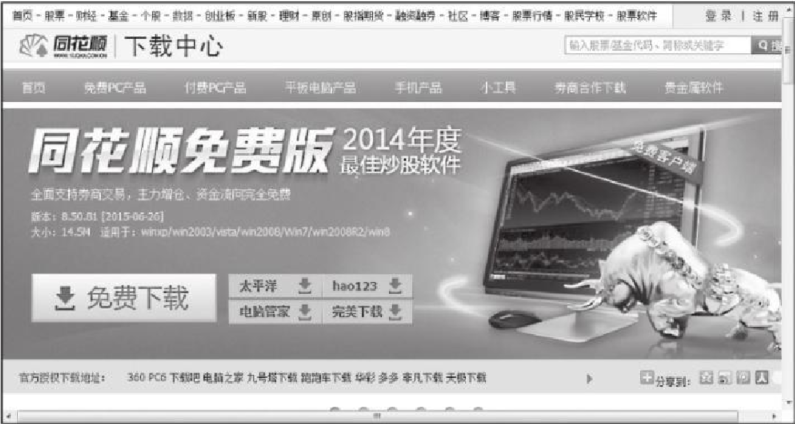 首页 - 股票 - 财经 - 基金 - 个股 - 数据 - 创业板 - 新股 - 理财 - 原创 - 股指期货 - 融资融券 - 社区 - 博客 - 股票行情 - 股民学校 - 股票软件 登录 | 注册
同花顺 下载中心
输入股票/基金代码、简称或关键字 搜
首页 免费PC产品 付费PC产品 平板电脑产品 手机产品 小工具 券商合作下载 贵金属软件
同花顺免费版 2014年度
最佳炒股软件
免费客户端
全面支持券商交易，主力增仓、资金流向完全免费
版本：8.50.81 [2015-06-26]
大小：14.5M 适用于：winxp/win2003/vista/win2008/Win7/win2008R2/win8
免费下载
太平洋 hao123
电脑管家 完美下载
官方授权下载地址： 360 PC6 下载吧 电脑之家 九号塔下载 跑跑车下载 华彩 多多 非凡下载 天极下载 分享到：